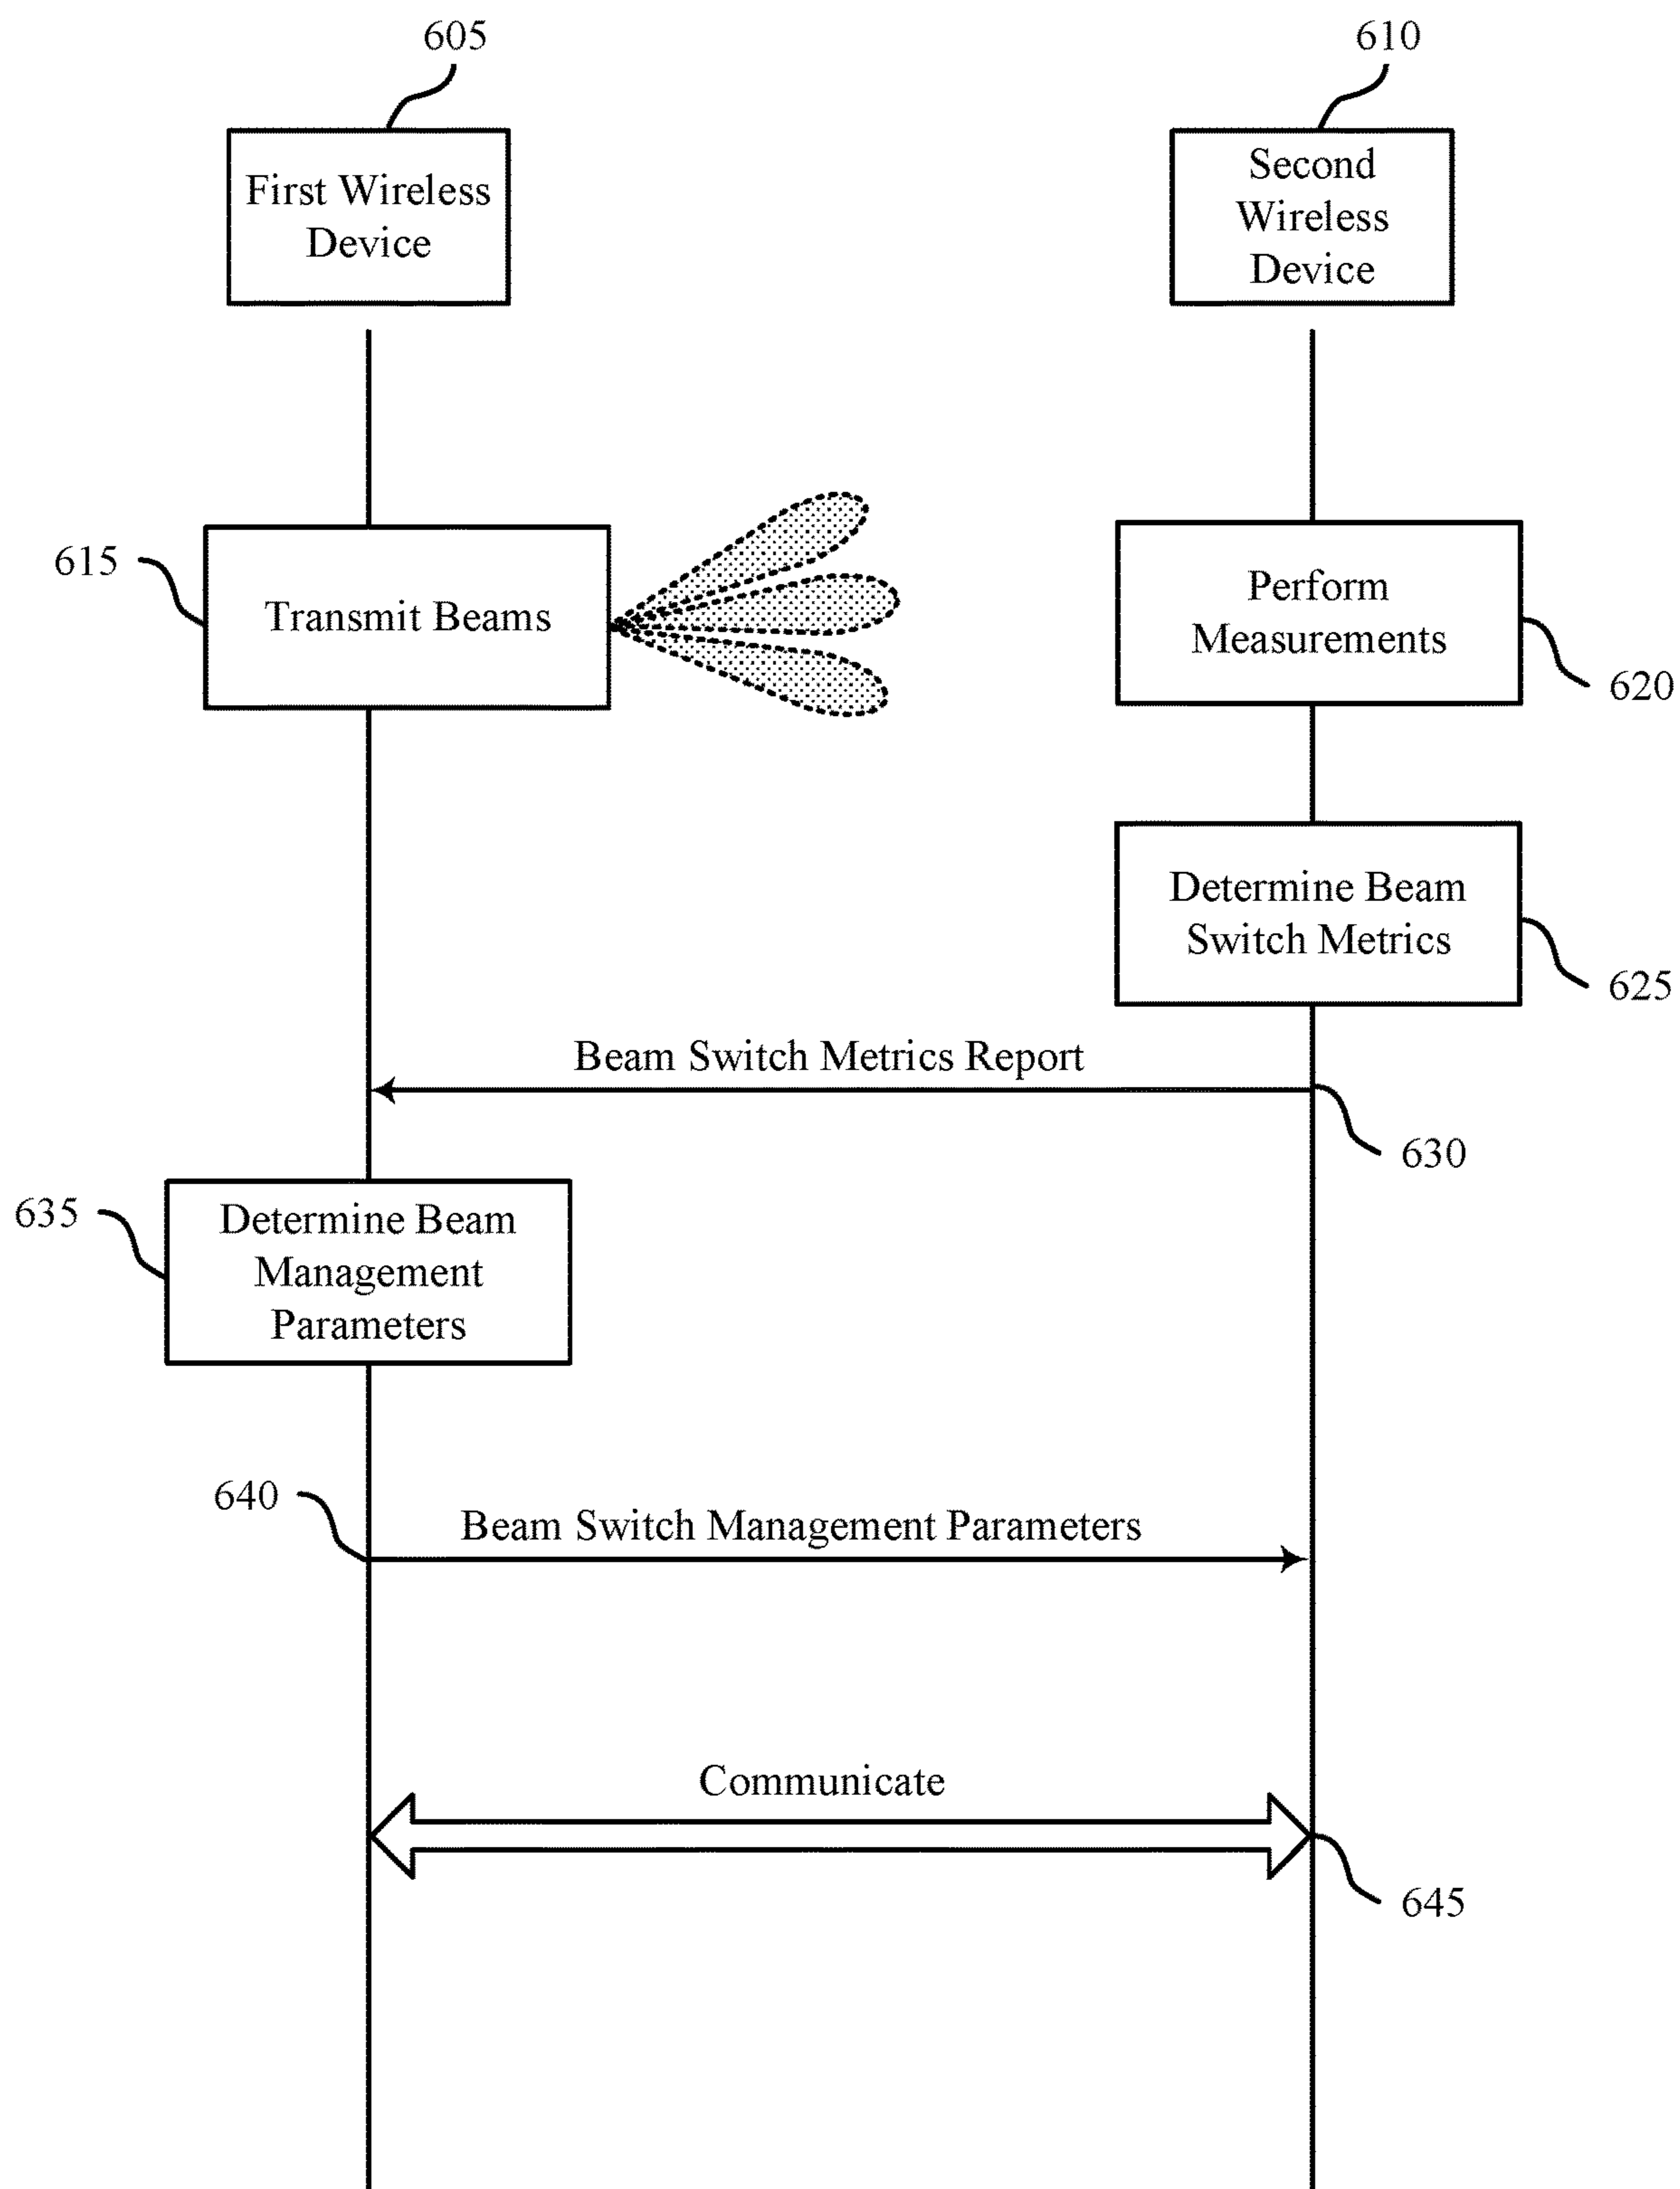 605
610
First Wireless
Device
Second
Wireless
Device
615
Transmit Beams
Perform
Measurements
620
Determine Beam
Switch Metrics
625
Beam Switch Metrics Report
630
635
Determine Beam
Management
Parameters
640
Beam Switch Management Parameters
Communicate
645